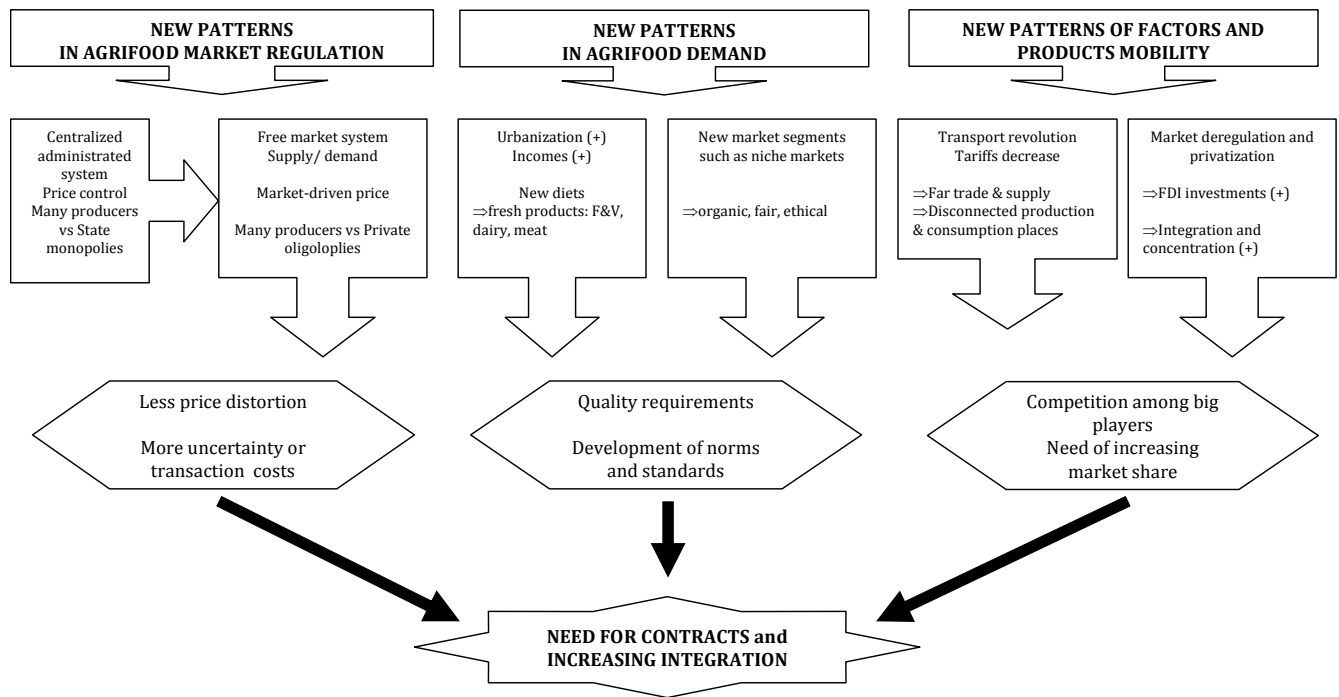 NEW PATTERNS
IN AGRIFOOD MARKET REGULATION
NEW PATTERNS
IN AGRIFOOD DEMAND
NEW PATTERNS OF FACTORS AND
PRODUCTS MOBILITY
Centralized
administrated
system
Price control
Many producers
vs State
monopolies
Free market system
Supply/ demand
Market-driven price
Many producers vs Private
oligoloplies
Urbanization (+)
Incomes (+)
New diets
⇒fresh products: F&V,
dairy, meat
New market segments
such as niche markets
⇒organic, fair, ethical
Transport revolution
Tariffs decrease
⇒Far trade & supply
⇒Disconnected production
& consumption places
Market deregulation and
privatization
⇒FDI investments (+)
⇒Integration and
concentration (+)
Less price distortion
More uncertainty or
transaction costs
Quality requirements
Development of norms
and standards
Competition among big
players
Need of increasing
market share
NEED FOR CONTRACTS and
INCREASING INTEGRATION